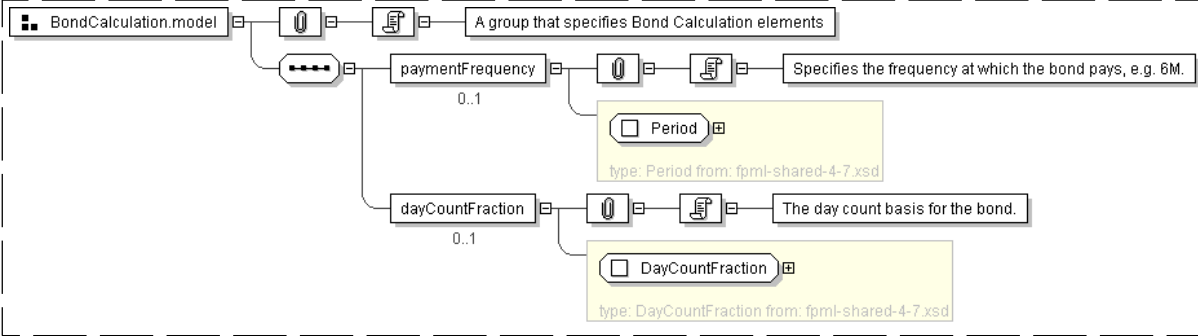 BondCalculation.model
A group that specifies Bond Calculation elements
paymentFrequency
Specifies the frequency at which the bond pays, e.g. 6M.
0..1
Period
type: Period from: fpml-shared-4-7.xsd
dayCountFraction
The day count basis for the bond.
0..1
DayCountFraction
type: DayCountFraction from: fpml-shared-4-7.xsd